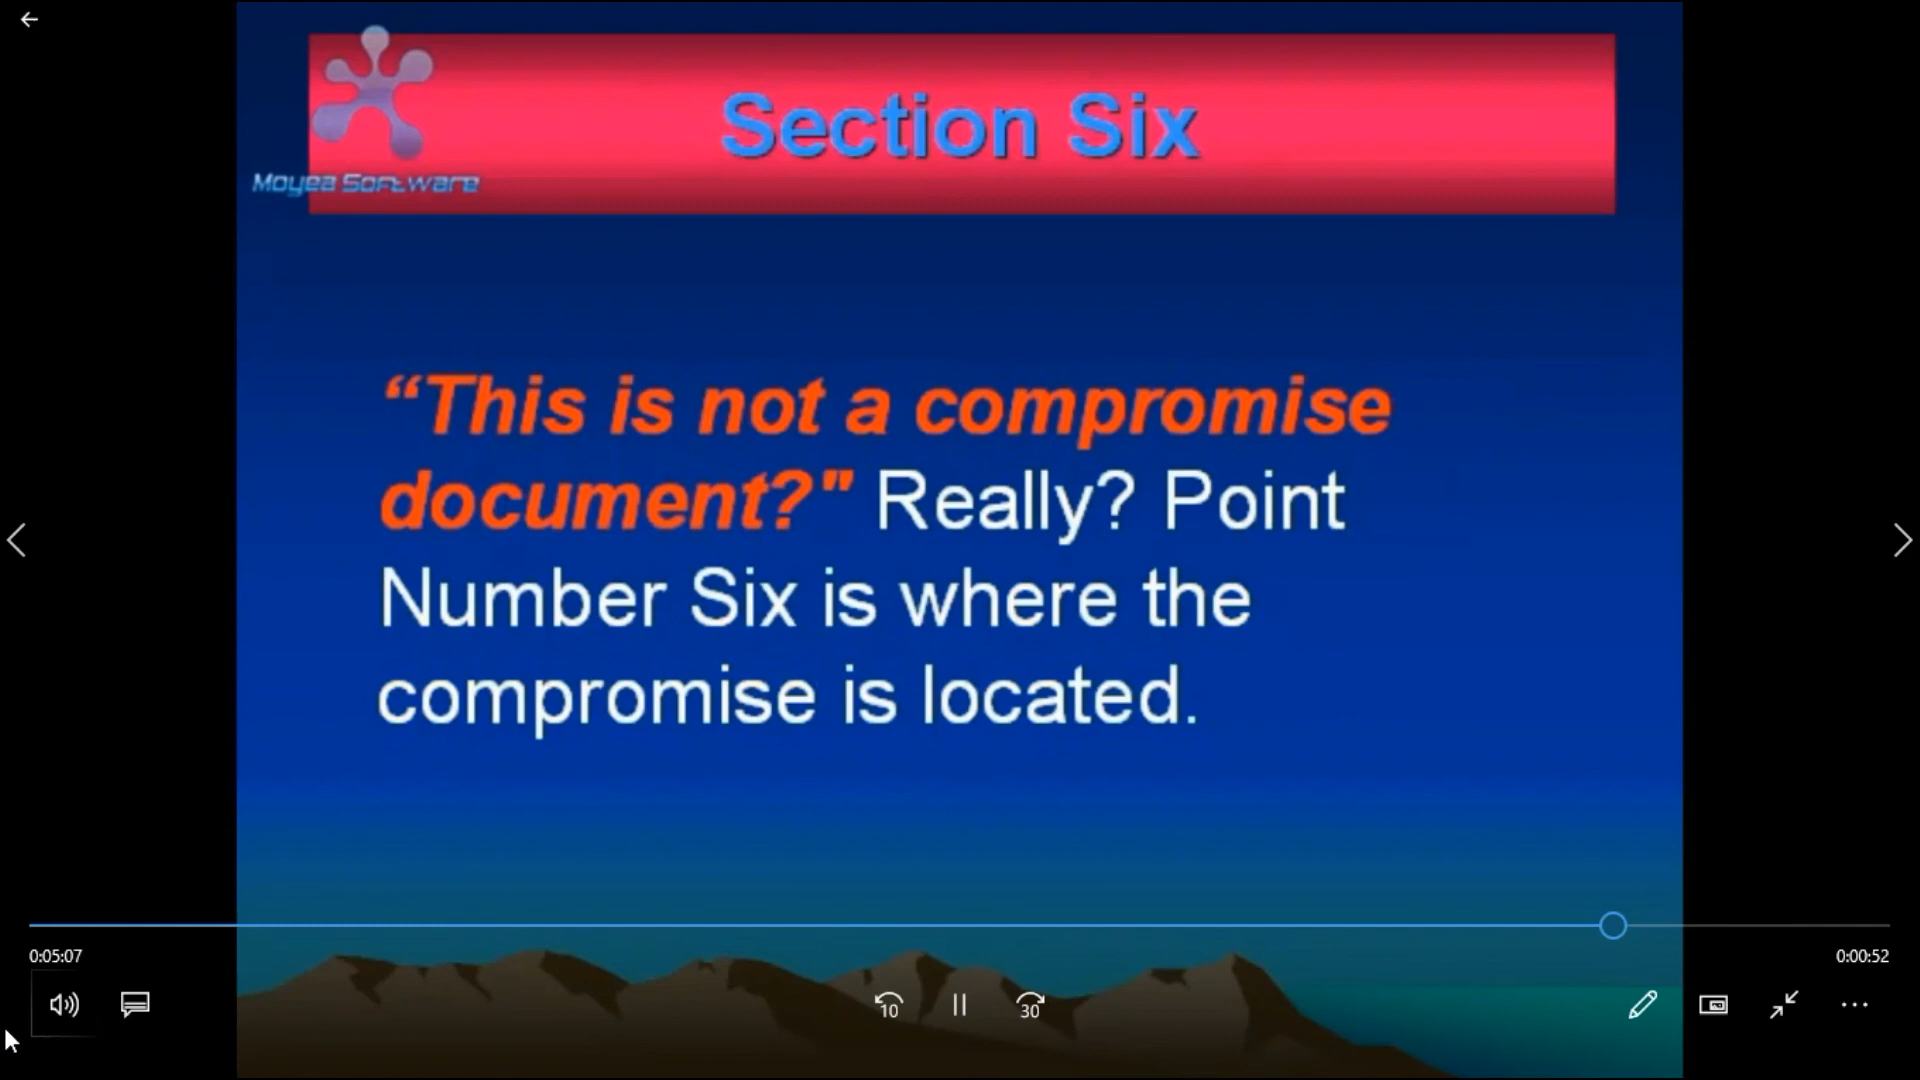 Section Six
Moyea Software
“This is not a compromise
document?" Really? Point
Number Six is where the
compromise is located.
0:05:07
0:00:52
10
30